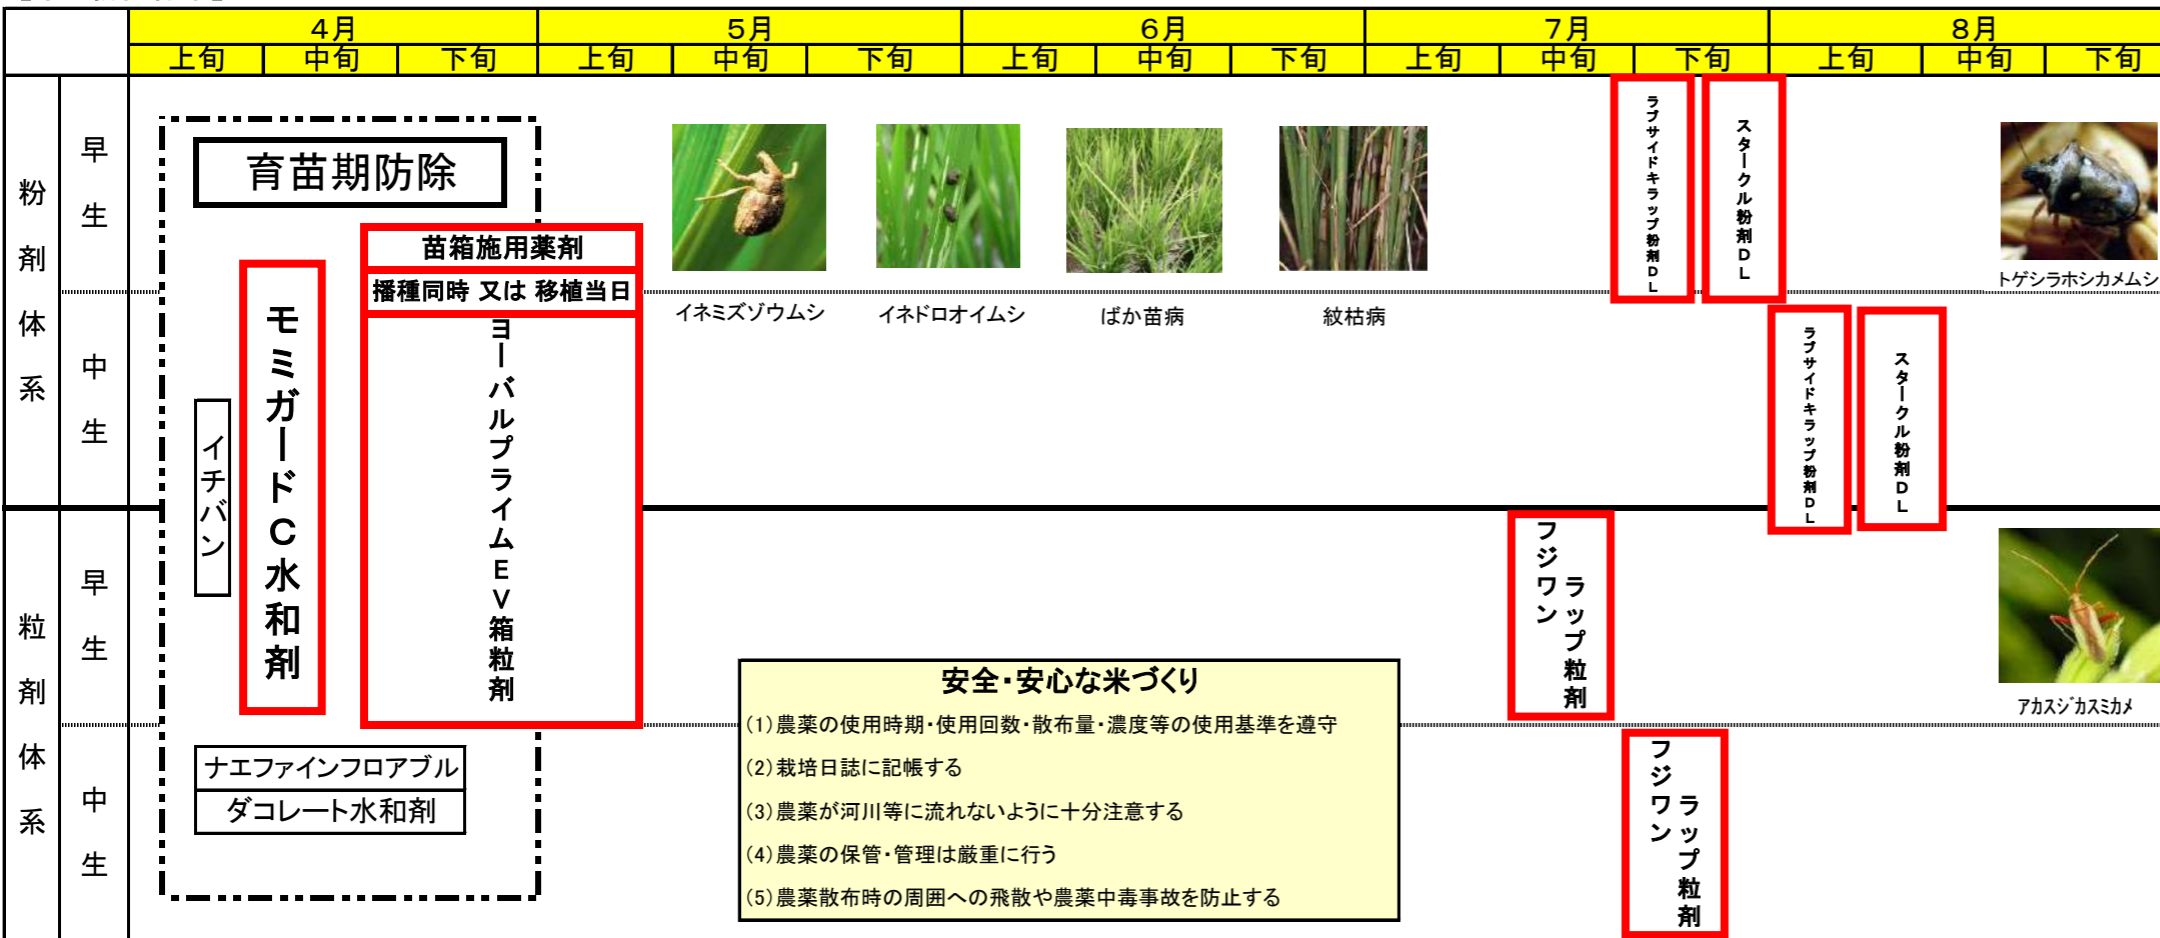 4月
5月
6月
7月
8月
上旬
中旬
下旬
上旬
中旬
下旬
上旬
中旬
下旬
上旬
中旬
下旬
上旬
中旬
下旬
粉剤体系
早生
中生
粒剤体系
早生
中生
育苗期防除
苗箱施用薬剤
播種同時 又は 移植当日
ヨーバルプライムEV箱粒剤
モミガードC水和剤
イチバン
ナエファインフロアブル
ダコレート水和剤
イネミズゾウムシ
イネドロオイムシ
ばか苗病
紋枯病
ラブサイドキラップ粉剤DL
スタークル粉剤DL
トゲシラホシカメムシ
ラブサイドキラップ粉剤DL
スタークル粉剤DL
フジワン
ラップ粒剤
アカスジカスミカメ
フジワン
ラップ粒剤
安全・安心な米づくり
(1)農薬の使用時期・使用回数・散布量・濃度等の使用基準を遵守
(2)栽培日誌に記帳する
(3)農薬が河川等に流れないように十分注意する
(4)農薬の保管・管理は厳重に行う
(5)農薬散布時の周囲への飛散や農薬中毒事故を防止する